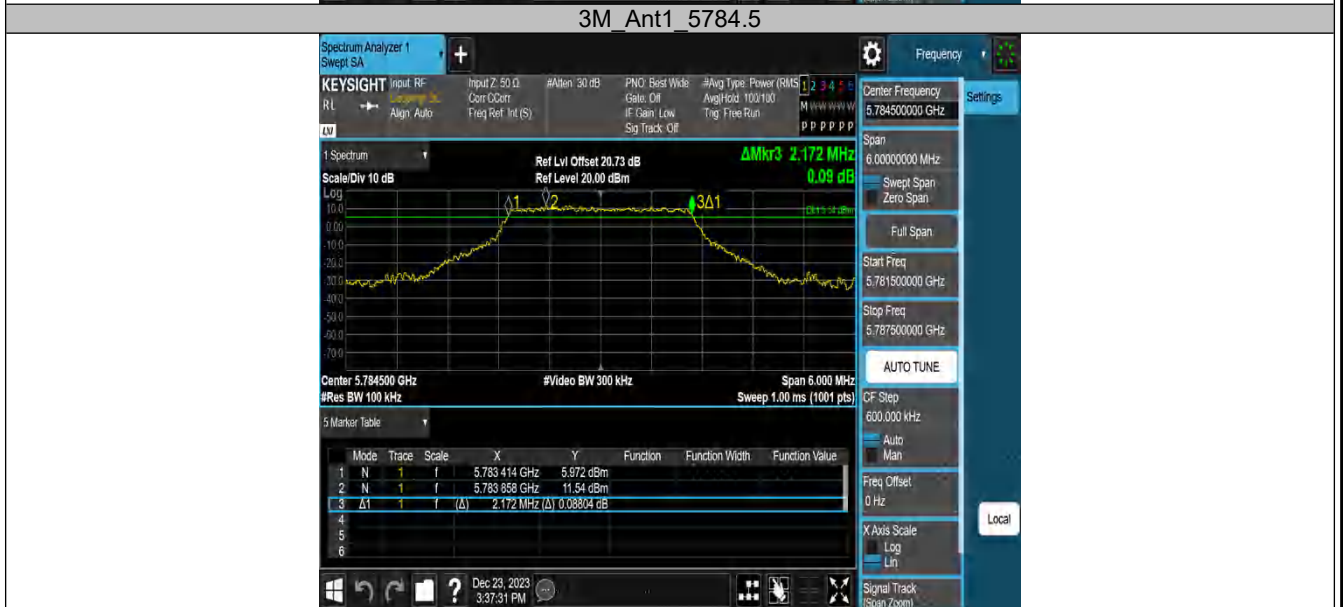 3M_Ant1_5784.5
Spectrum Analyzer 1
Swept SA
+
Frequency
KEYSIGHT
Input: RF
Input Z: 50 Ω
#Atten: 30 dB
PNO: Best Wide
#Avg Type: Power (RMS
1 2 3 4 5 6
RL
Corr CCorr
Gate: Off
Avg|Hold: 100/100
M W W W W W
Align: Auto
Freq Ref: Int (S)
IF Gain: Low
Trig: Free Run
Sig Track: Off
P P P P P P
LXI
Center Frequency
5.784500000 GHz
Settings
Span
6.00000000 MHz
Swept Span
Zero Span
Full Span
Start Freq
5.781500000 GHz
Stop Freq
5.787500000 GHz
AUTO TUNE
CF Step
600.000 kHz
Auto
Man
Freq Offset
0 Hz
X Axis Scale
Log
Lin
Signal Track
(Span Zoom)
Local
1 Spectrum
Ref Lvl Offset 20.73 dB
ΔMkr3 2.172 MHz
Scale/Div 10 dB
Ref Level 20.00 dBm
0.09 dB
Log
1
2
3Δ1
10.0
0.00
-10.0
-20.0
-30.0
-40.0
-50.0
-60.0
-70.0
Center 5.784500 GHz
#Video BW 300 kHz
Span 6.000 MHz
#Res BW 100 kHz
Sweep 1.00 ms (1001 pts)
5 Marker Table
Mode Trace Scale X Y Function Function Width Function Value
1 N 1 f 5.783 414 GHz 5.972 dBm
2 N 1 f 5.783 858 GHz 11.54 dBm
3 Δ1 1 f (Δ) 2.172 MHz (Δ) 0.08804 dB
4
5
6
?
Dec 23, 2023
3:37:31 PM